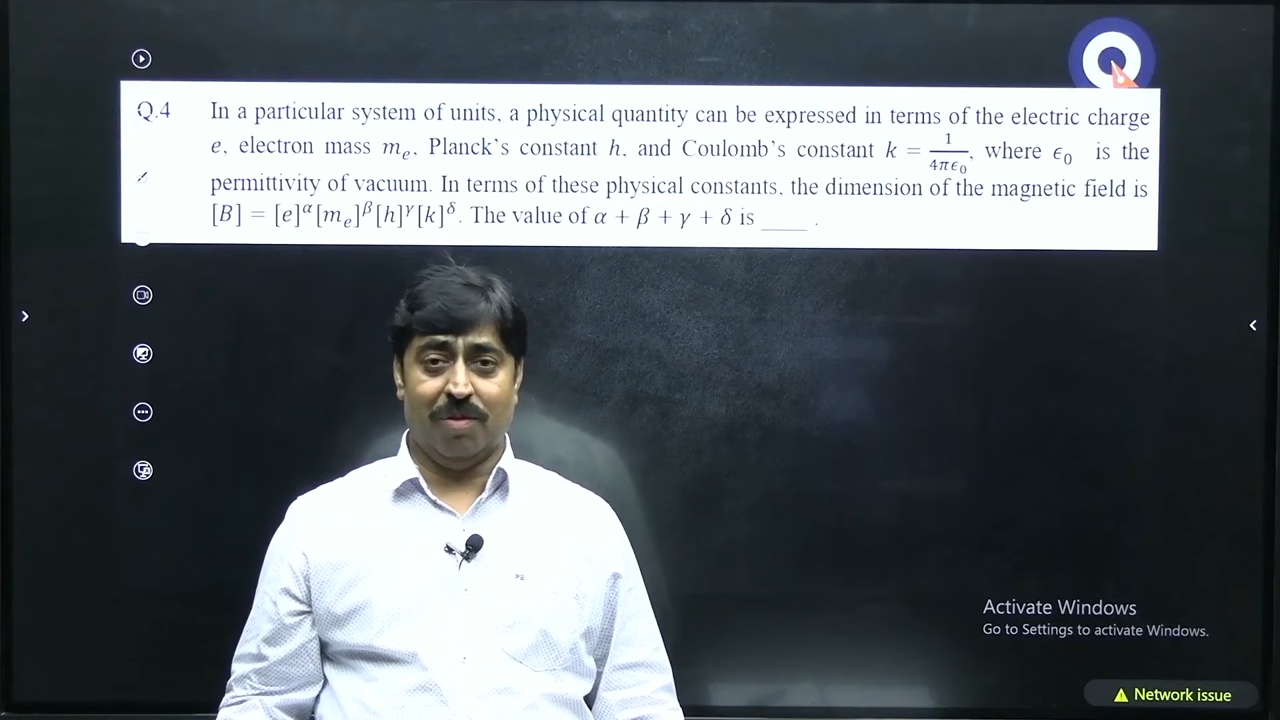 Q.4 In a particular system of units, a physical quantity can be expressed in terms of the electric charge
e, electron mass mₑ, Planck's constant h, and Coulomb's constant k = 1/4πϵ₀, where ϵ₀ is the
permittivity of vacuum. In terms of these physical constants, the dimension of the magnetic field is
[B] = [e]^α[mₑ]^β[h]^γ[k]^δ. The value of α + β + γ + δ is ____ .
Activate Windows
Go to Settings to activate Windows.
Network issue